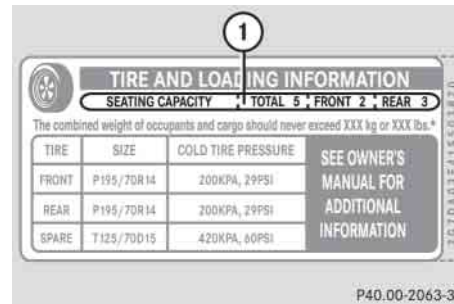 1
TIRE AND LOADING INFORMATION
SEATING CAPACITY TOTAL 5 FRONT 2 REAR 3
The combined weight of occupants and cargo should never exceed XXX kg or XXX lbs.*
TIRE SIZE COLD TIRE PRESSURE
FRONT P195/70R14 200KPA, 29PSI
REAR P195/70R14 200KPA, 29PSI
SPARE T125/70D15 420KPA, 60PSI
SEE OWNER'S
MANUAL FOR
ADDITIONAL
INFORMATION
P40.00-2063-3